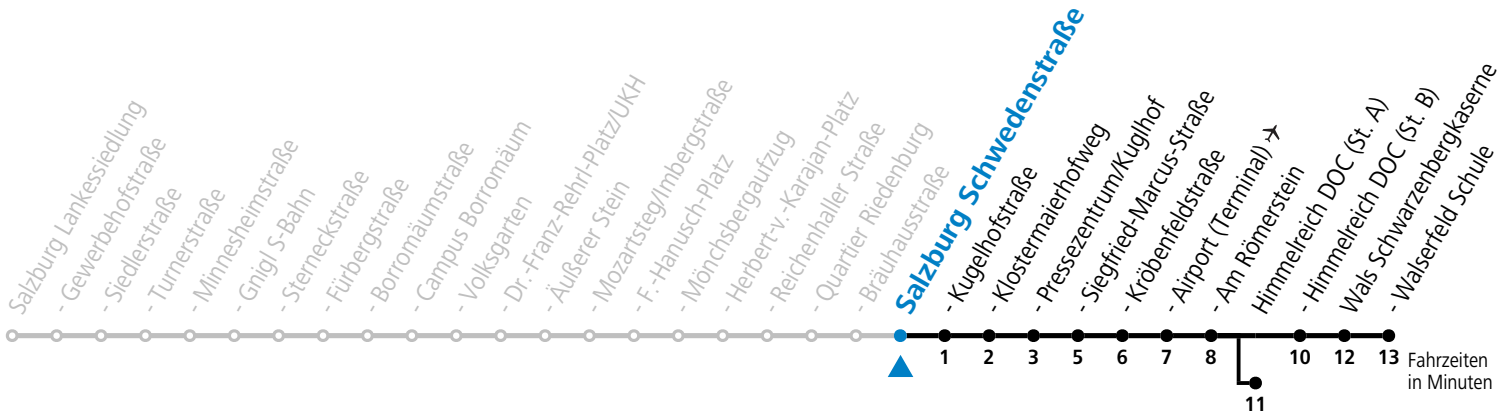 Salzburg Lankessiedlung
- Gewerbehofstraße
- Siedlerstraße
- Turnerstraße
- Minnesheimstraße
- Gnigl S-Bahn
- Sterneckstraße
- Fürbergstraße
- Borromäumstraße
- Campus Borromäum
- Volksgarten
- Dr.-Franz-Rehrl-Platz/UKH
- Äußerer Stein
- Mozartsteg/Imbergstraße
- F.-Hanusch-Platz
- Mönchsbergaufzug
- Herbert-v.-Karajan-Platz
- Reichenhaller Straße
- Quartier Riedenburg
- Bräuhausstraße
Salzburg Schwedenstraße
- Kugelhofstraße
- Klostermaierhofweg
- Pressezentrum/Kuglhof
- Siegfried-Marcus-Straße
- Kröbenfeldstraße
- Airport (Terminal)
- Am Römerstein
Himmelreich DOC (St. A)
- Himmelreich DOC (St. B)
Wals Schwarzenbergkaserne
- Walserfeld Schule
1 2 3 5 6 7 8 10 12 13
Fahrzeiten
in Minuten
11